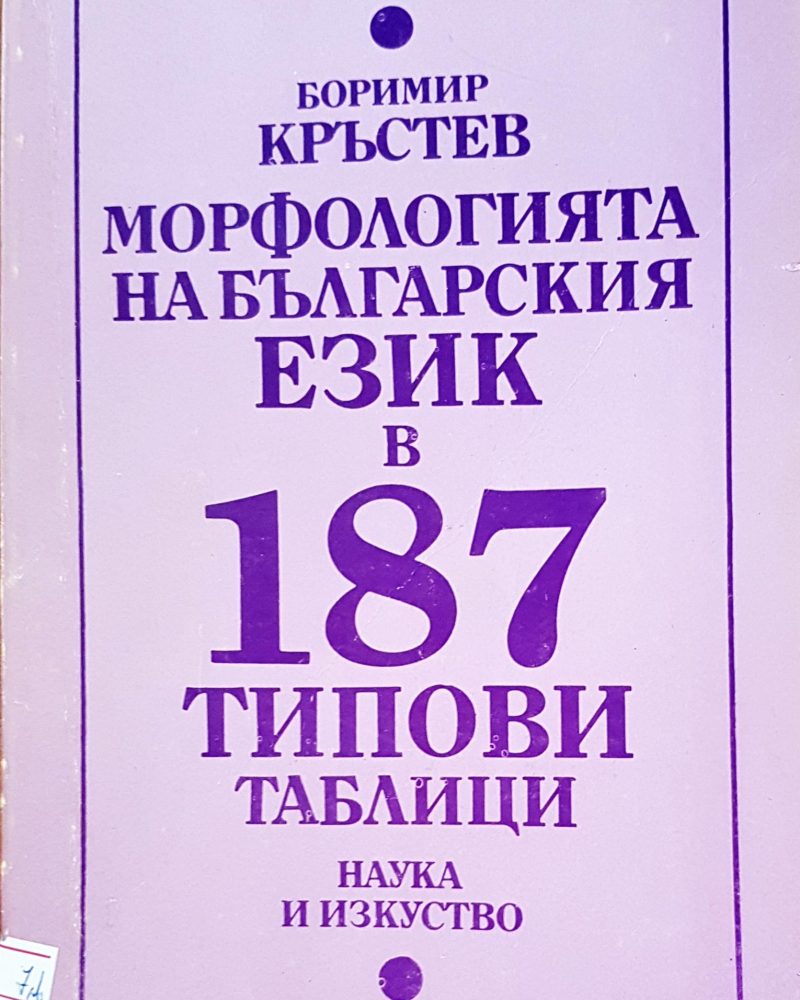 БОРИМИР
КРЪСТЕВ
МОРФОЛОГИЯТА
НА БЪЛГАРСКИЯ
ЕЗИК
В
187
ТИПОВИ
ТАБЛИЦИ
НАУКА
И ИЗКУСТВО